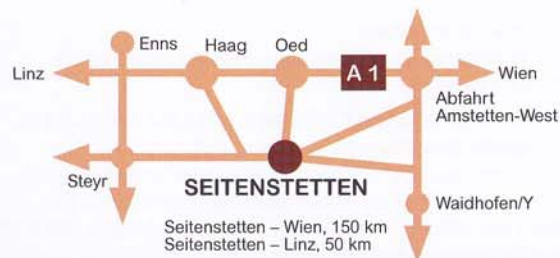 Enns
Haag
Oed
Linz
A 1
Wien
Abfahrt
Amstetten-West
Steyr
SEITENSTETTEN
Waidhofen/Y
Seitenstetten – Wien, 150 km
Seitenstetten – Linz, 50 km